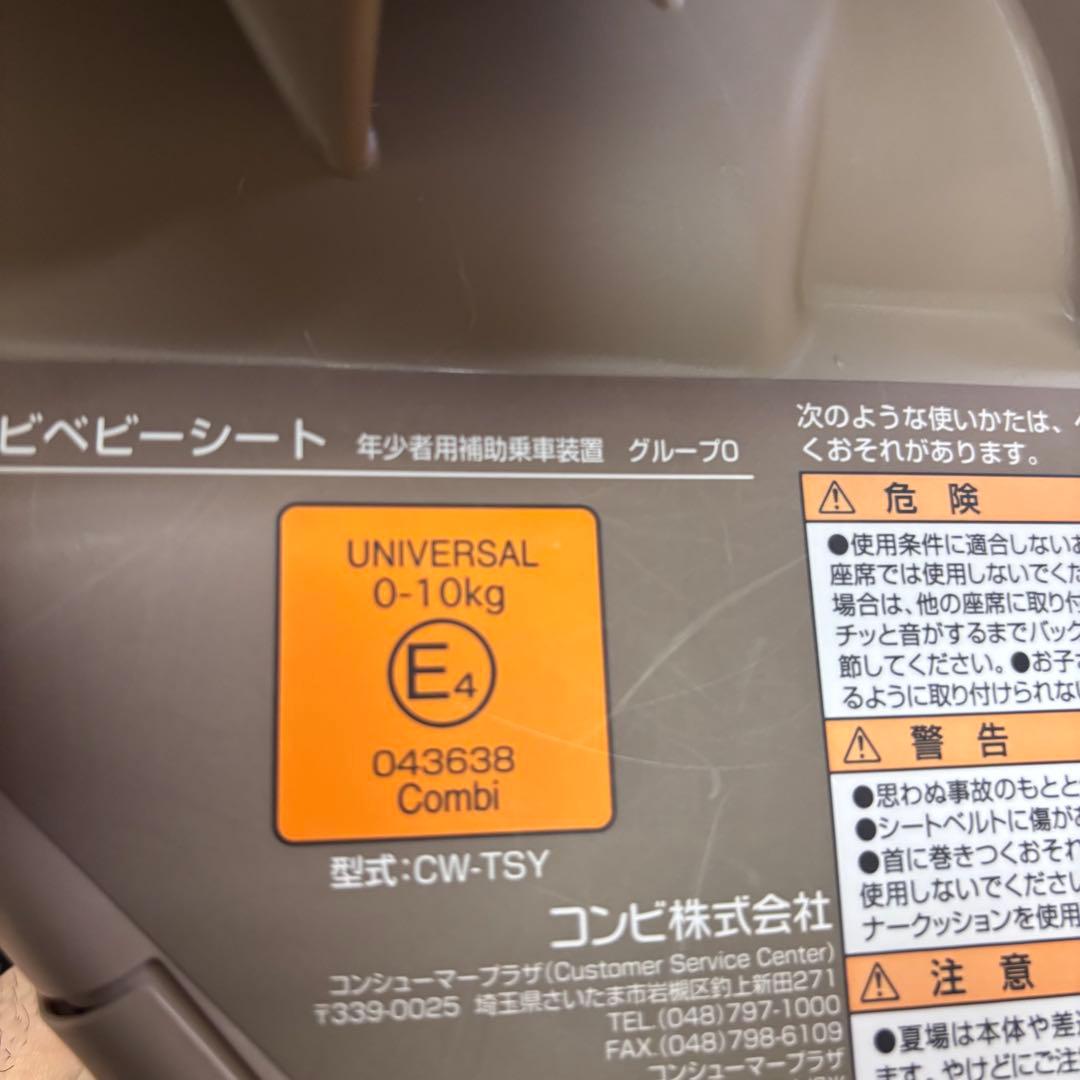 ビベビーシート 年少者用補助乗車装置 グループ0
UNIVERSAL
0-10kg
E4
043638
Combi
型式:CW-TSY
コンビ株式会社
コンシューマープラザ(Customer Service Center)
〒339-0025 埼玉県さいたま市岩槻区釣上新田271
TEL.(048)797-1000
FAX.(048)798-6109
コンシューマープラザ
次のような使いかたは、
くおそれがあります。
⚠ 危 険
●使用条件に適合しない
座席では使用しないでくだ
場合は、他の座席に取り付
チッと音がするまでバック
節してください。●お子さ
るように取り付けられな
⚠ 警 告
●思わぬ事故のもとと
●シートベルトに傷が
●首に巻きつくおそれ
使用しないでください
ナークッションを使用
⚠ 注 意
●夏場は本体や差込
ます。やけどにご注